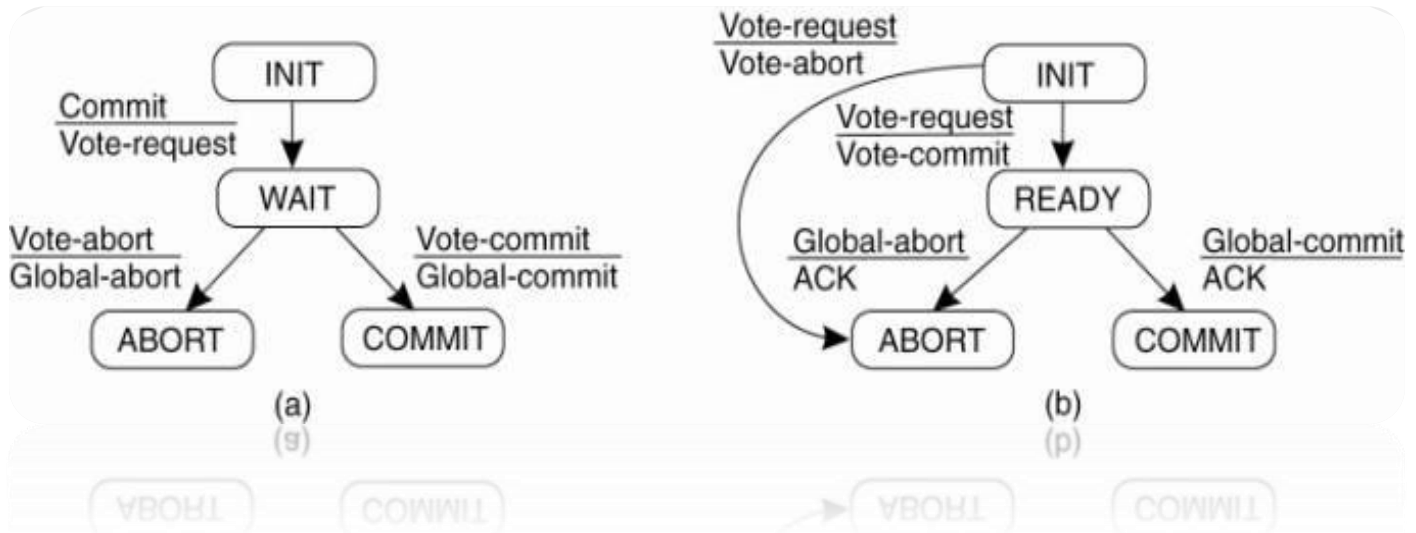 INIT
Commit
Vote-request
WAIT
Vote-abort
Global-abort
Vote-commit
Global-commit
ABORT
COMMIT
(a)
Vote-request
Vote-abort
INIT
Vote-request
Vote-commit
READY
Global-abort
ACK
Global-commit
ACK
ABORT
COMMIT
(b)